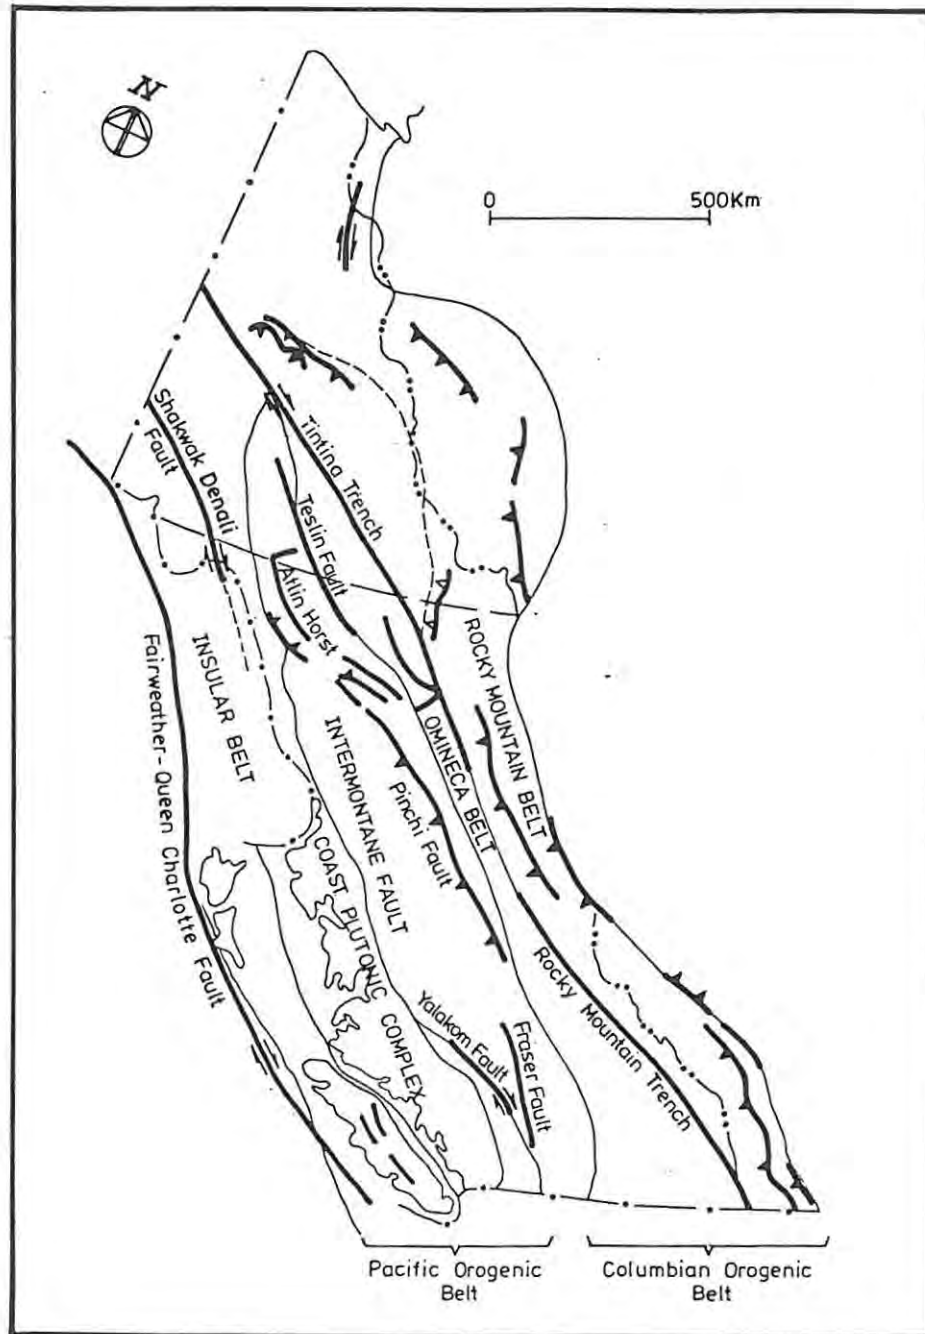 N
0 500Km
Shakwak Denali
Fault
Tintina Trench
Teslin Fault
Atlin Horst
Fairweather-Queen Charlotte Fault
INSULAR BELT
ROCKY MOUNTAIN BELT
OMINECA BELT
INTERMONTANE FAULT
Pinchi Fault
COAST PLUTONIC COMPLEX
Rocky Mountain Trench
Yalakom Fault
Fraser Fault
Pacific Orogenic
Belt
Columbian Orogenic
Belt